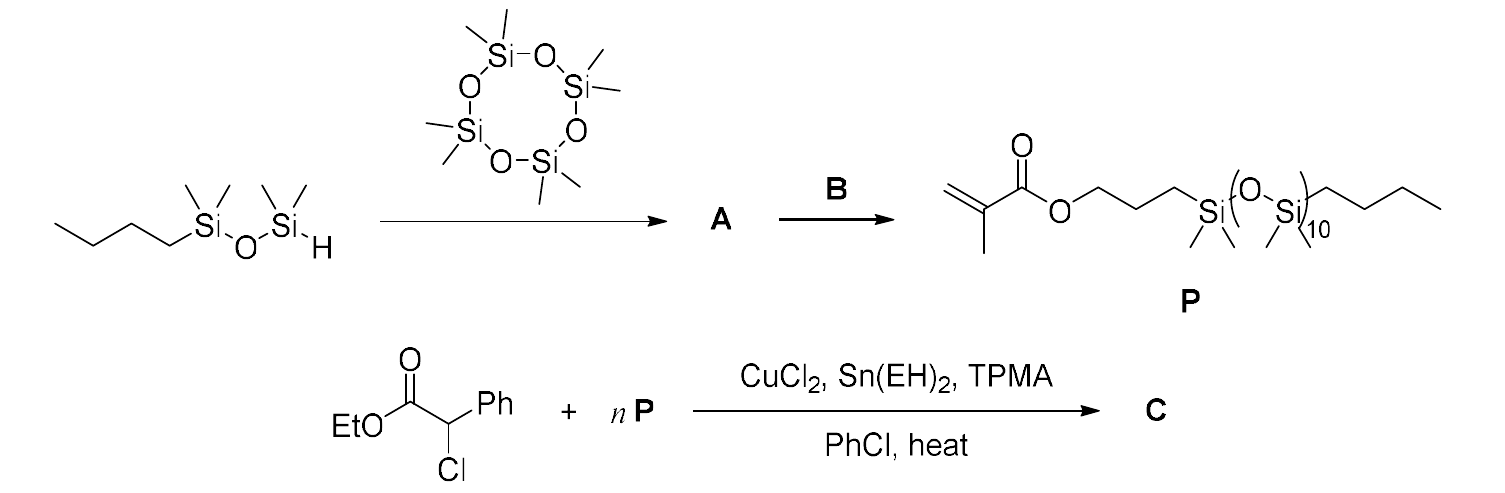 Si O
O Si
Si O
O Si
Si O Si H
A
B
O
O
Si ( O Si ) 10
P
O
EtO Ph
Cl
+ n P
CuCl2, Sn(EH)2, TPMA
PhCl, heat
C